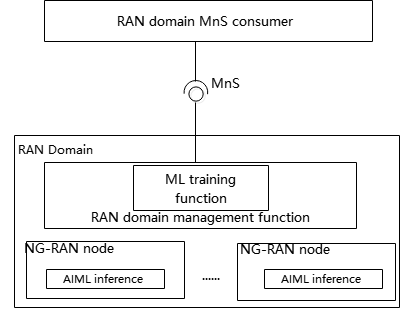 RAN domain MnS consumer
MnS
RAN Domain
ML training
function
RAN domain management function
NG-RAN node
AIML inference
......
NG-RAN node
AIML inference